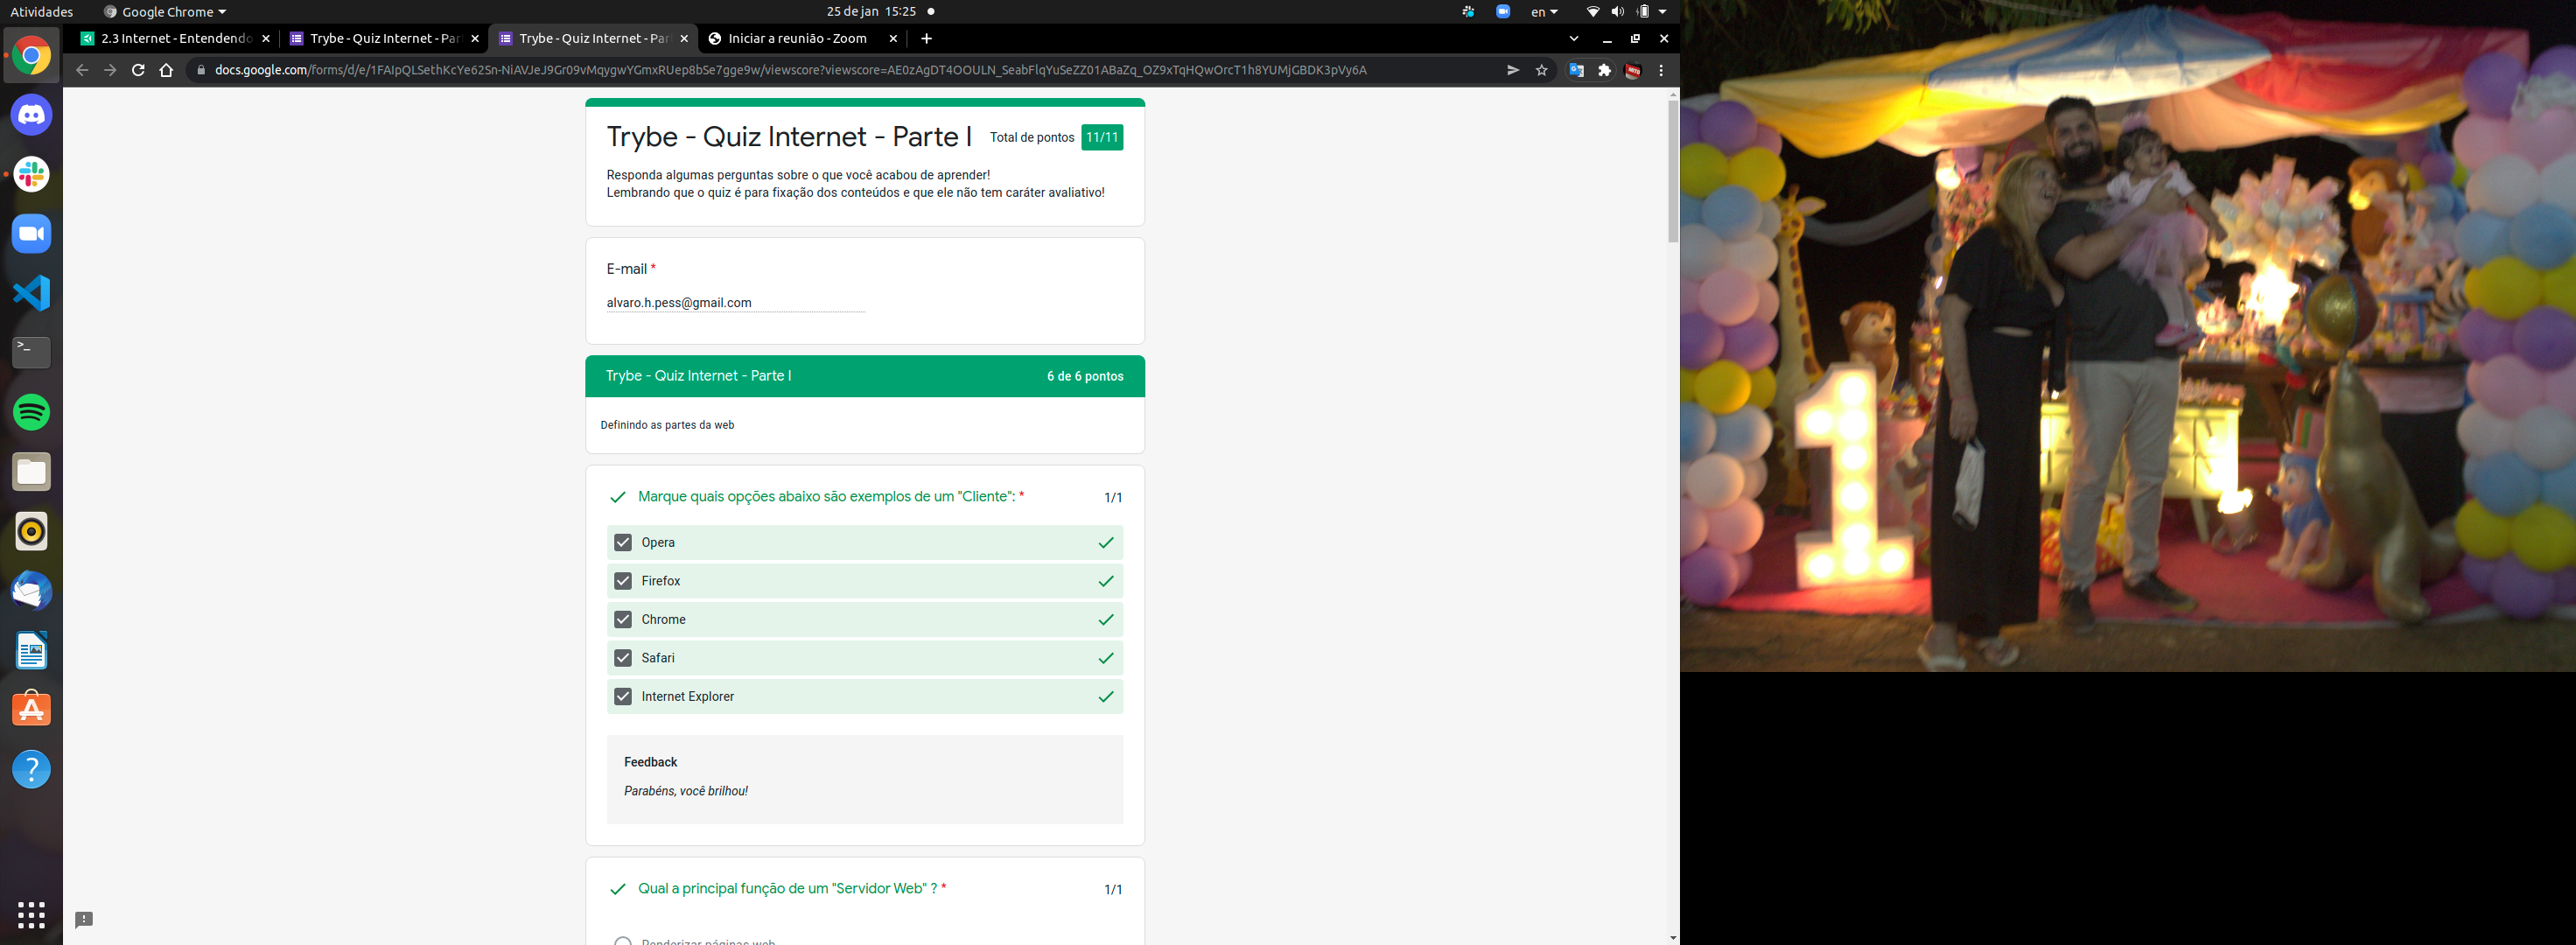 Atividades
Google Chrome
25 de jan 15:25
en
2.3 Internet - Entendendo
Trybe - Quiz Internet - Par
Trybe - Quiz Internet - Par
Iniciar a reunião - Zoom
docs.google.com/forms/d/e/1FAIpQLSethKcYe62Sn-NiAVJeJ9Gr09vMqygwYGmxRUep8bSe7gge9w/viewscore?viewscore=AE0zAgDT4OOULN_SeabFlqYuSeZZ01ABaZq_OZ9xTqHQwOrcT1h8YUMjGBDK3pVy6A
Trybe - Quiz Internet - Parte I
Total de pontos 11/11
Responda algumas perguntas sobre o que você acabou de aprender!
Lembrando que o quiz é para fixação dos conteúdos e que ele não tem caráter avaliativo!
E-mail *
alvaro.h.pess@gmail.com
Trybe - Quiz Internet - Parte I
6 de 6 pontos
Definindo as partes da web
Marque quais opções abaixo são exemplos de um "Cliente": *
1/1
Opera
Firefox
Chrome
Safari
Internet Explorer
Feedback
Parabéns, você brilhou!
Qual a principal função de um "Servidor Web" ? *
1/1
Renderizar páginas web
1